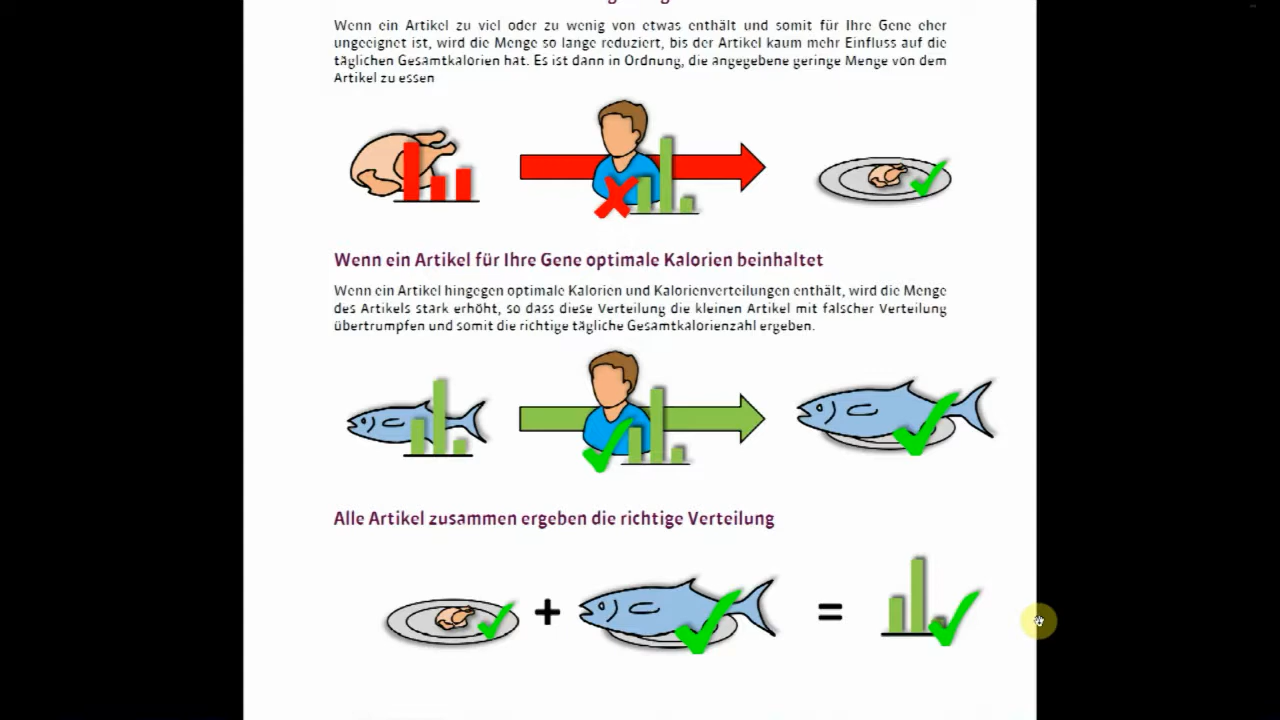 Wenn ein Artikel zu viel oder zu wenig von etwas enthält und somit für Ihre Gene eher
ungeeignet ist, wird die Menge so lange reduziert, bis der Artikel kaum mehr Einfluss auf die
täglichen Gesamtkalorien hat. Es ist dann in Ordnung, die angegebene geringe Menge von dem
Artikel zu essen
Wenn ein Artikel für Ihre Gene optimale Kalorien beinhaltet
Wenn ein Artikel hingegen optimale Kalorien und Kalorienverteilungen enthält, wird die Menge
des Artikels stark erhöht, so dass diese Verteilung die kleinen Artikel mit falscher Verteilung
übertrumpfen und somit die richtige tägliche Gesamtkalorienzahl ergeben.
Alle Artikel zusammen ergeben die richtige Verteilung
+ =